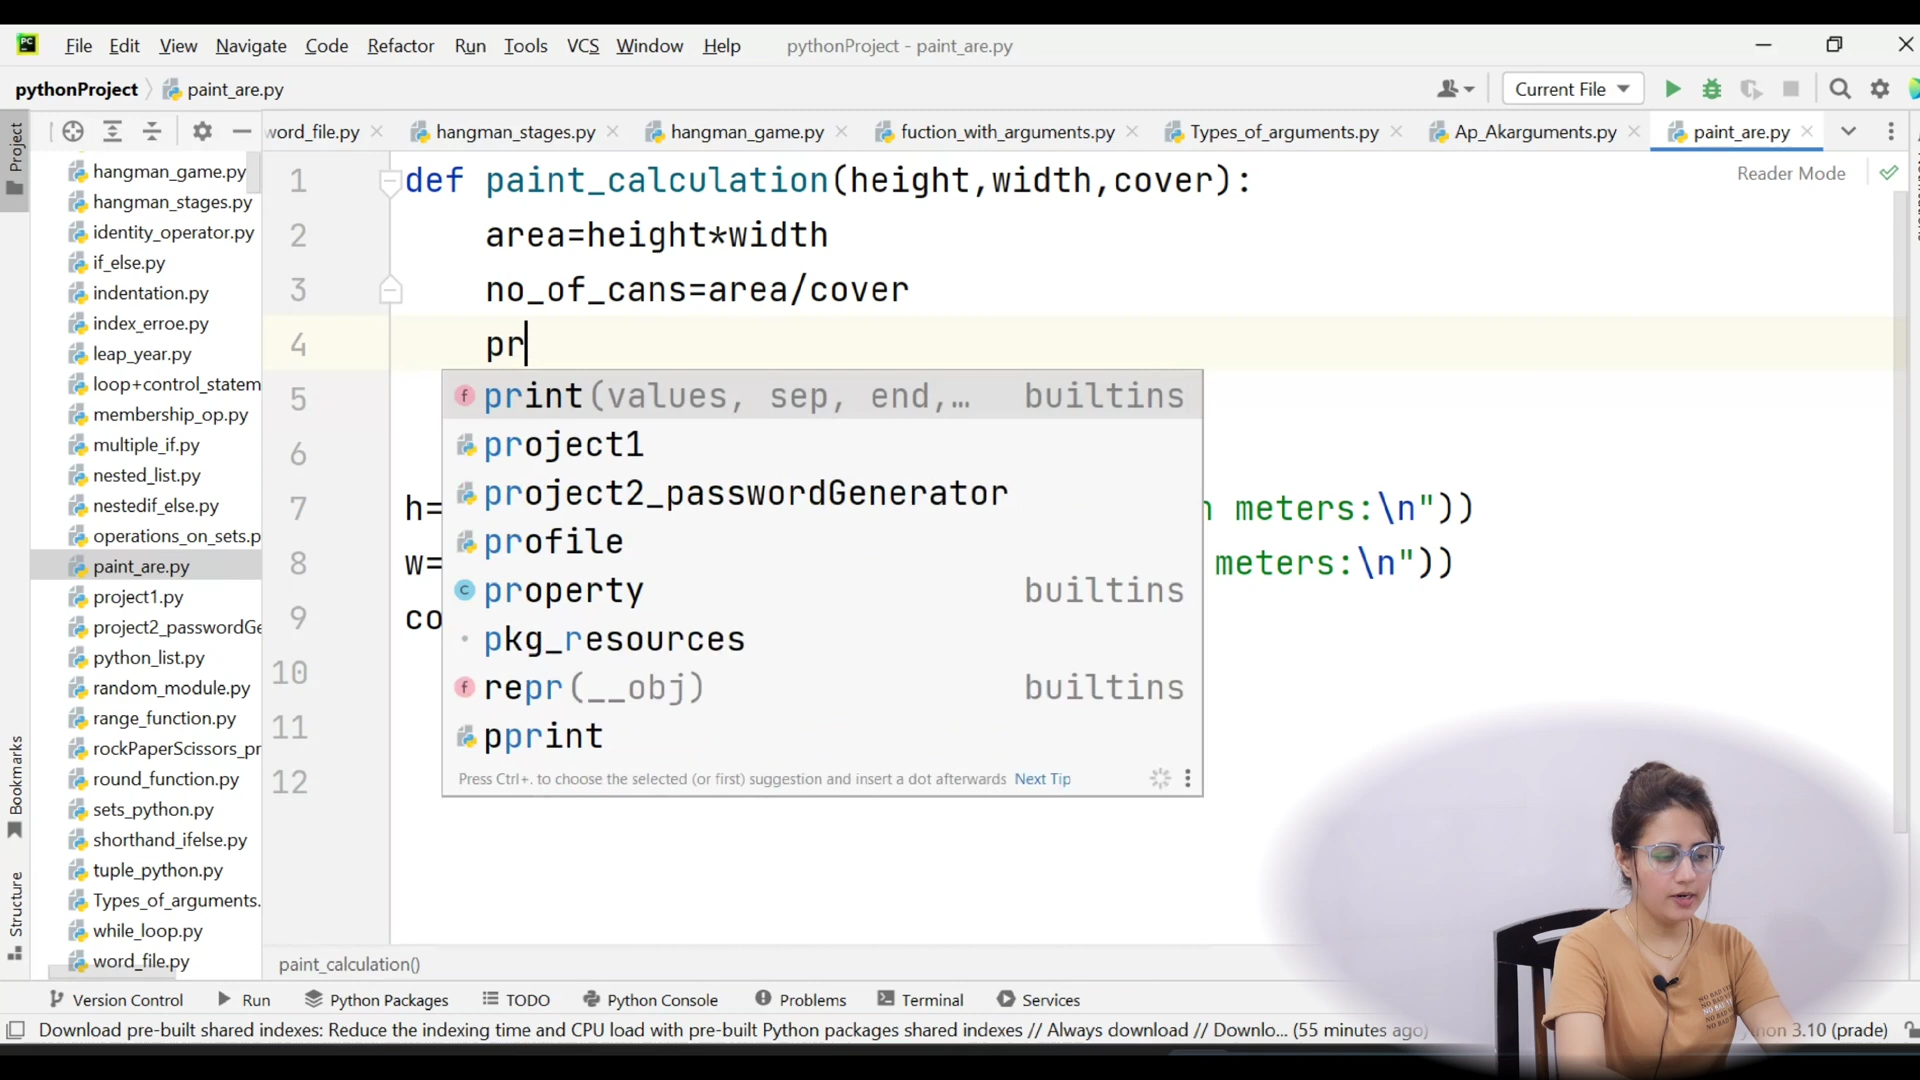 PC
File Edit View Navigate Code Refactor Run Tools VCS Window Help pythonProject - paint_are.py
pythonProject paint_are.py Current File
word_file.py hangman_stages.py hangman_game.py fuction_with_arguments.py Types_of_arguments.py Ap_Akarguments.py paint_are.py
Project
Bookmarks
Structure
hangman_game.py
hangman_stages.py
identity_operator.py
if_else.py
indentation.py
index_erroe.py
leap_year.py
loop+control_statem
membership_op.py
multiple_if.py
nested_list.py
nestedif_else.py
operations_on_sets.p
paint_are.py
project1.py
project2_passwordGe
python_list.py
random_module.py
range_function.py
rockPaperScissors_pr
round_function.py
sets_python.py
shorthand_ifelse.py
tuple_python.py
Types_of_arguments.
while_loop.py
word_file.py
Reader Mode
1 def paint_calculation(height,width,cover):
2 area=height*width
3 no_of_cans=area/cover
4 pr
5
6
7 h= n meters:\n"))
8 w= meters:\n"))
9 co
10
11
12
f print(values, sep, end,… builtins
project1
project2_passwordGenerator
profile
c property builtins
pkg_resources
f repr(__obj) builtins
pprint
Press Ctrl+. to choose the selected (or first) suggestion and insert a dot afterwards Next Tip
paint_calculation()
Version Control Run Python Packages TODO Python Console Problems Terminal Services
Download pre-built shared indexes: Reduce the indexing time and CPU load with pre-built Python packages shared indexes // Always download // Downlo... (55 minutes ago) on 3.10 (prade)